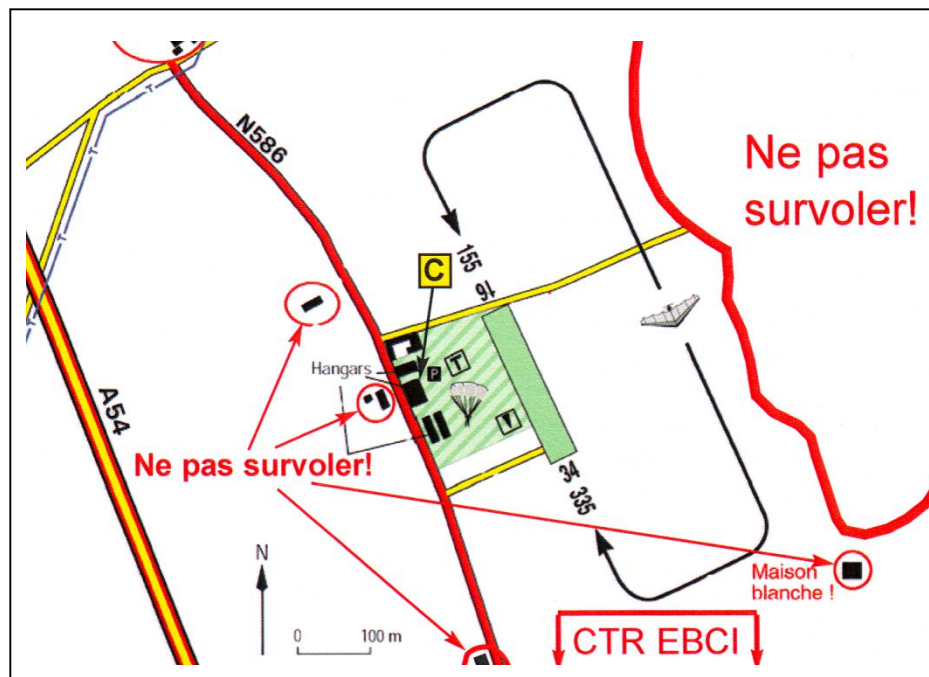 N586
Ne pas
survoler!
T
T
T
155
16
C
Hangars
P
T
A54
Ne pas survoler!
34
335
N
0 100 m
Maison
blanche !
CTR EBCI